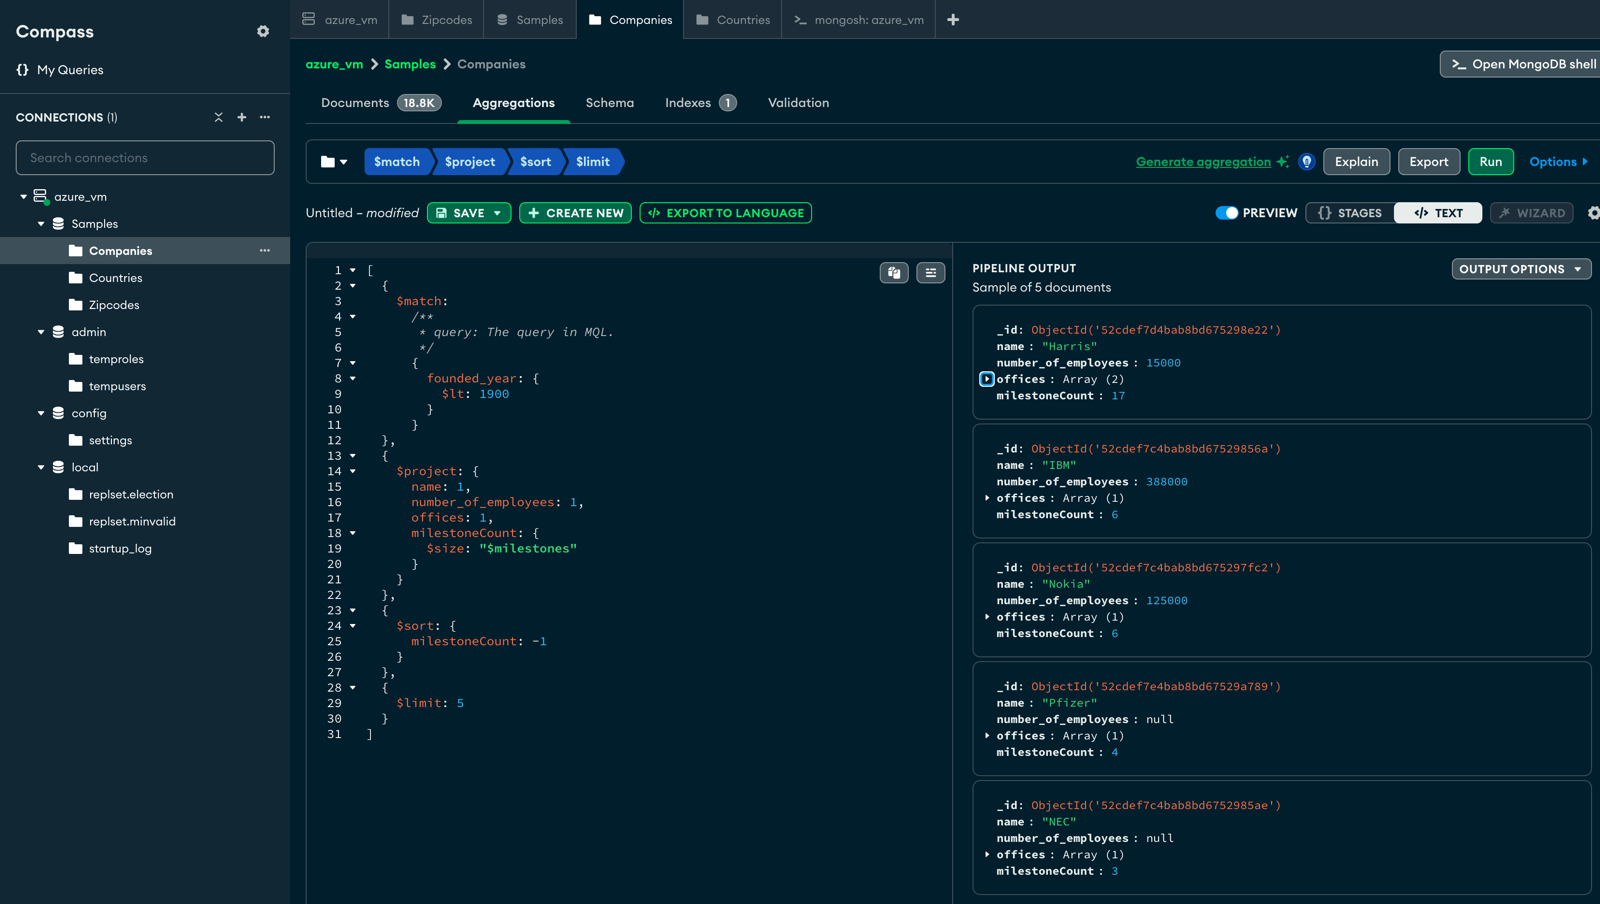 Compass
My Queries
CONNECTIONS (1)
Search connections
azure_vm
Samples
Companies
Countries
Zipcodes
admin
temproles
tempusers
config
settings
local
replset.election
replset.minvalid
startup_log
azure_vm
Zipcodes
Samples
Companies
Countries
mongosh: azure_vm
azure_vm > Samples > Companies
>_ Open MongoDB shell
Documents 18.8K
Aggregations
Schema
Indexes 1
Validation
$match $project $sort $limit
Generate aggregation
Explain
Export
Run
Options
Untitled – modified
SAVE
+ CREATE NEW
</> EXPORT TO LANGUAGE
PREVIEW
{} STAGES
</> TEXT
WIZARD
1 [
2 {
3 $match:
4 /**
5 * query: The query in MQL.
6 */
7 {
8 founded_year: {
9 $lt: 1900
10 }
11 }
12 },
13 {
14 $project: {
15 name: 1,
16 number_of_employees: 1,
17 offices: 1,
18 milestoneCount: {
19 $size: "$milestones"
20 }
21 }
22 },
23 {
24 $sort: {
25 milestoneCount: -1
26 }
27 },
28 {
29 $limit: 5
30 }
31 ]
PIPELINE OUTPUT
Sample of 5 documents
OUTPUT OPTIONS
_id: ObjectId('52cdef7d4bab8bd675298e22')
name : "Harris"
number_of_employees : 15000
offices : Array (2)
milestoneCount : 17
_id: ObjectId('52cdef7c4bab8bd67529856a')
name : "IBM"
number_of_employees : 388000
offices : Array (1)
milestoneCount : 6
_id: ObjectId('52cdef7c4bab8bd675297fc2')
name : "Nokia"
number_of_employees : 125000
offices : Array (1)
milestoneCount : 6
_id: ObjectId('52cdef7e4bab8bd67529a789')
name : "Pfizer"
number_of_employees : null
offices : Array (1)
milestoneCount : 4
_id: ObjectId('52cdef7c4bab8bd6752985ae')
name : "NEC"
number_of_employees : null
offices : Array (1)
milestoneCount : 3